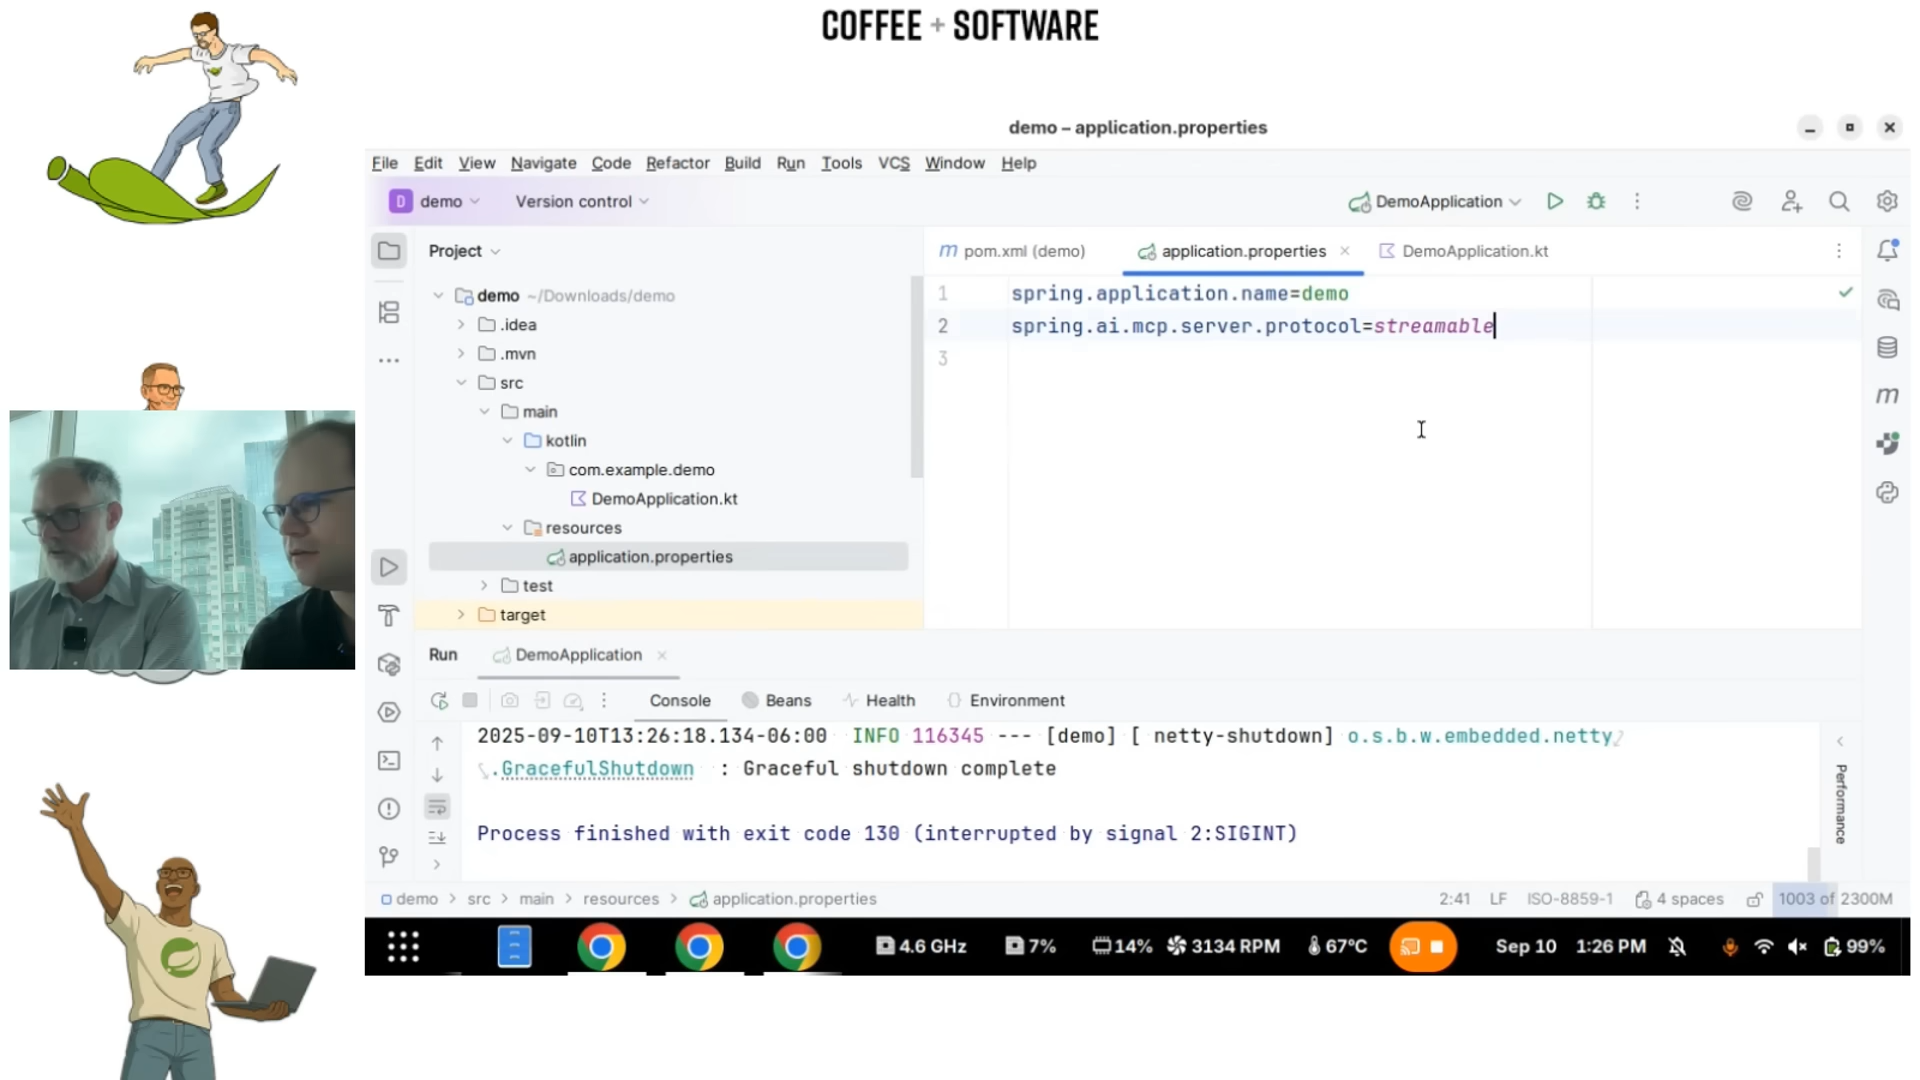 COFFEE + SOFTWARE
demo – application.properties
File Edit View Navigate Code Refactor Build Run Tools VCS Window Help
D demo Version control DemoApplication
Project
pom.xml (demo) application.properties DemoApplication.kt
demo ~/Downloads/demo
.idea
.mvn
src
main
kotlin
com.example.demo
DemoApplication.kt
resources
application.properties
test
target
1 spring.application.name=demo
2 spring.ai.mcp.server.protocol=streamable
3
Run DemoApplication
Console Beans Health Environment
2025-09-10T13:26:18.134-06:00 INFO 116345 --- [demo] [ netty-shutdown] o.s.b.w.embedded.netty
.GracefulShutdown : Graceful shutdown complete
Process finished with exit code 130 (interrupted by signal 2:SIGINT)
Performance
demo > src > main > resources > application.properties 2:41 LF ISO-8859-1 4 spaces 1003 of 2300M
4.6 GHz 7% 14% 3134 RPM 67°C Sep 10 1:26 PM 99%